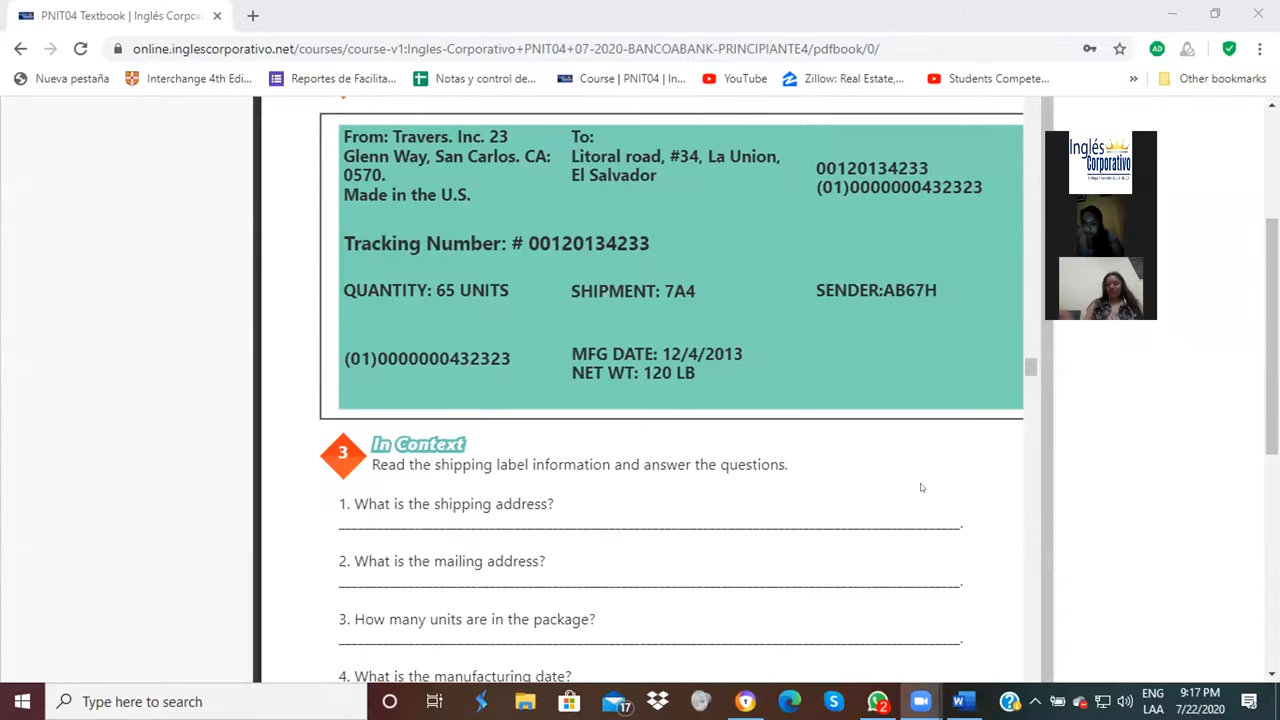 PNIT04 Textbook | Inglés Corpor
online.inglescorporativo.net/courses/course-v1:Ingles-Corporativo+PNIT04+07-2020-BANCOABANK-PRINCIPIANTE4/pdfbook/0/
Nueva pestaña
Interchange 4th Edi...
Reportes de Facilita...
Notas y control de...
Course | PNIT04 | In...
YouTube
Zillow: Real Estate,...
Students Compete...
»
Other bookmarks
From: Travers. Inc. 23
Glenn Way, San Carlos. CA:
0570.
Made in the U.S.
To:
Litoral road, #34, La Union,
El Salvador
00120134233
(01)0000000432323
Tracking Number: # 00120134233
QUANTITY: 65 UNITS
SHIPMENT: 7A4
SENDER:AB67H
(01)0000000432323
MFG DATE: 12/4/2013
NET WT: 120 LB
Inglés
Corporativo
3
In Context
Read the shipping label information and answer the questions.
1. What is the shipping address?
2. What is the mailing address?
3. How many units are in the package?
4. What is the manufacturing date?
Type here to search
17
2
ENG
LAA
9:17 PM
7/22/2020